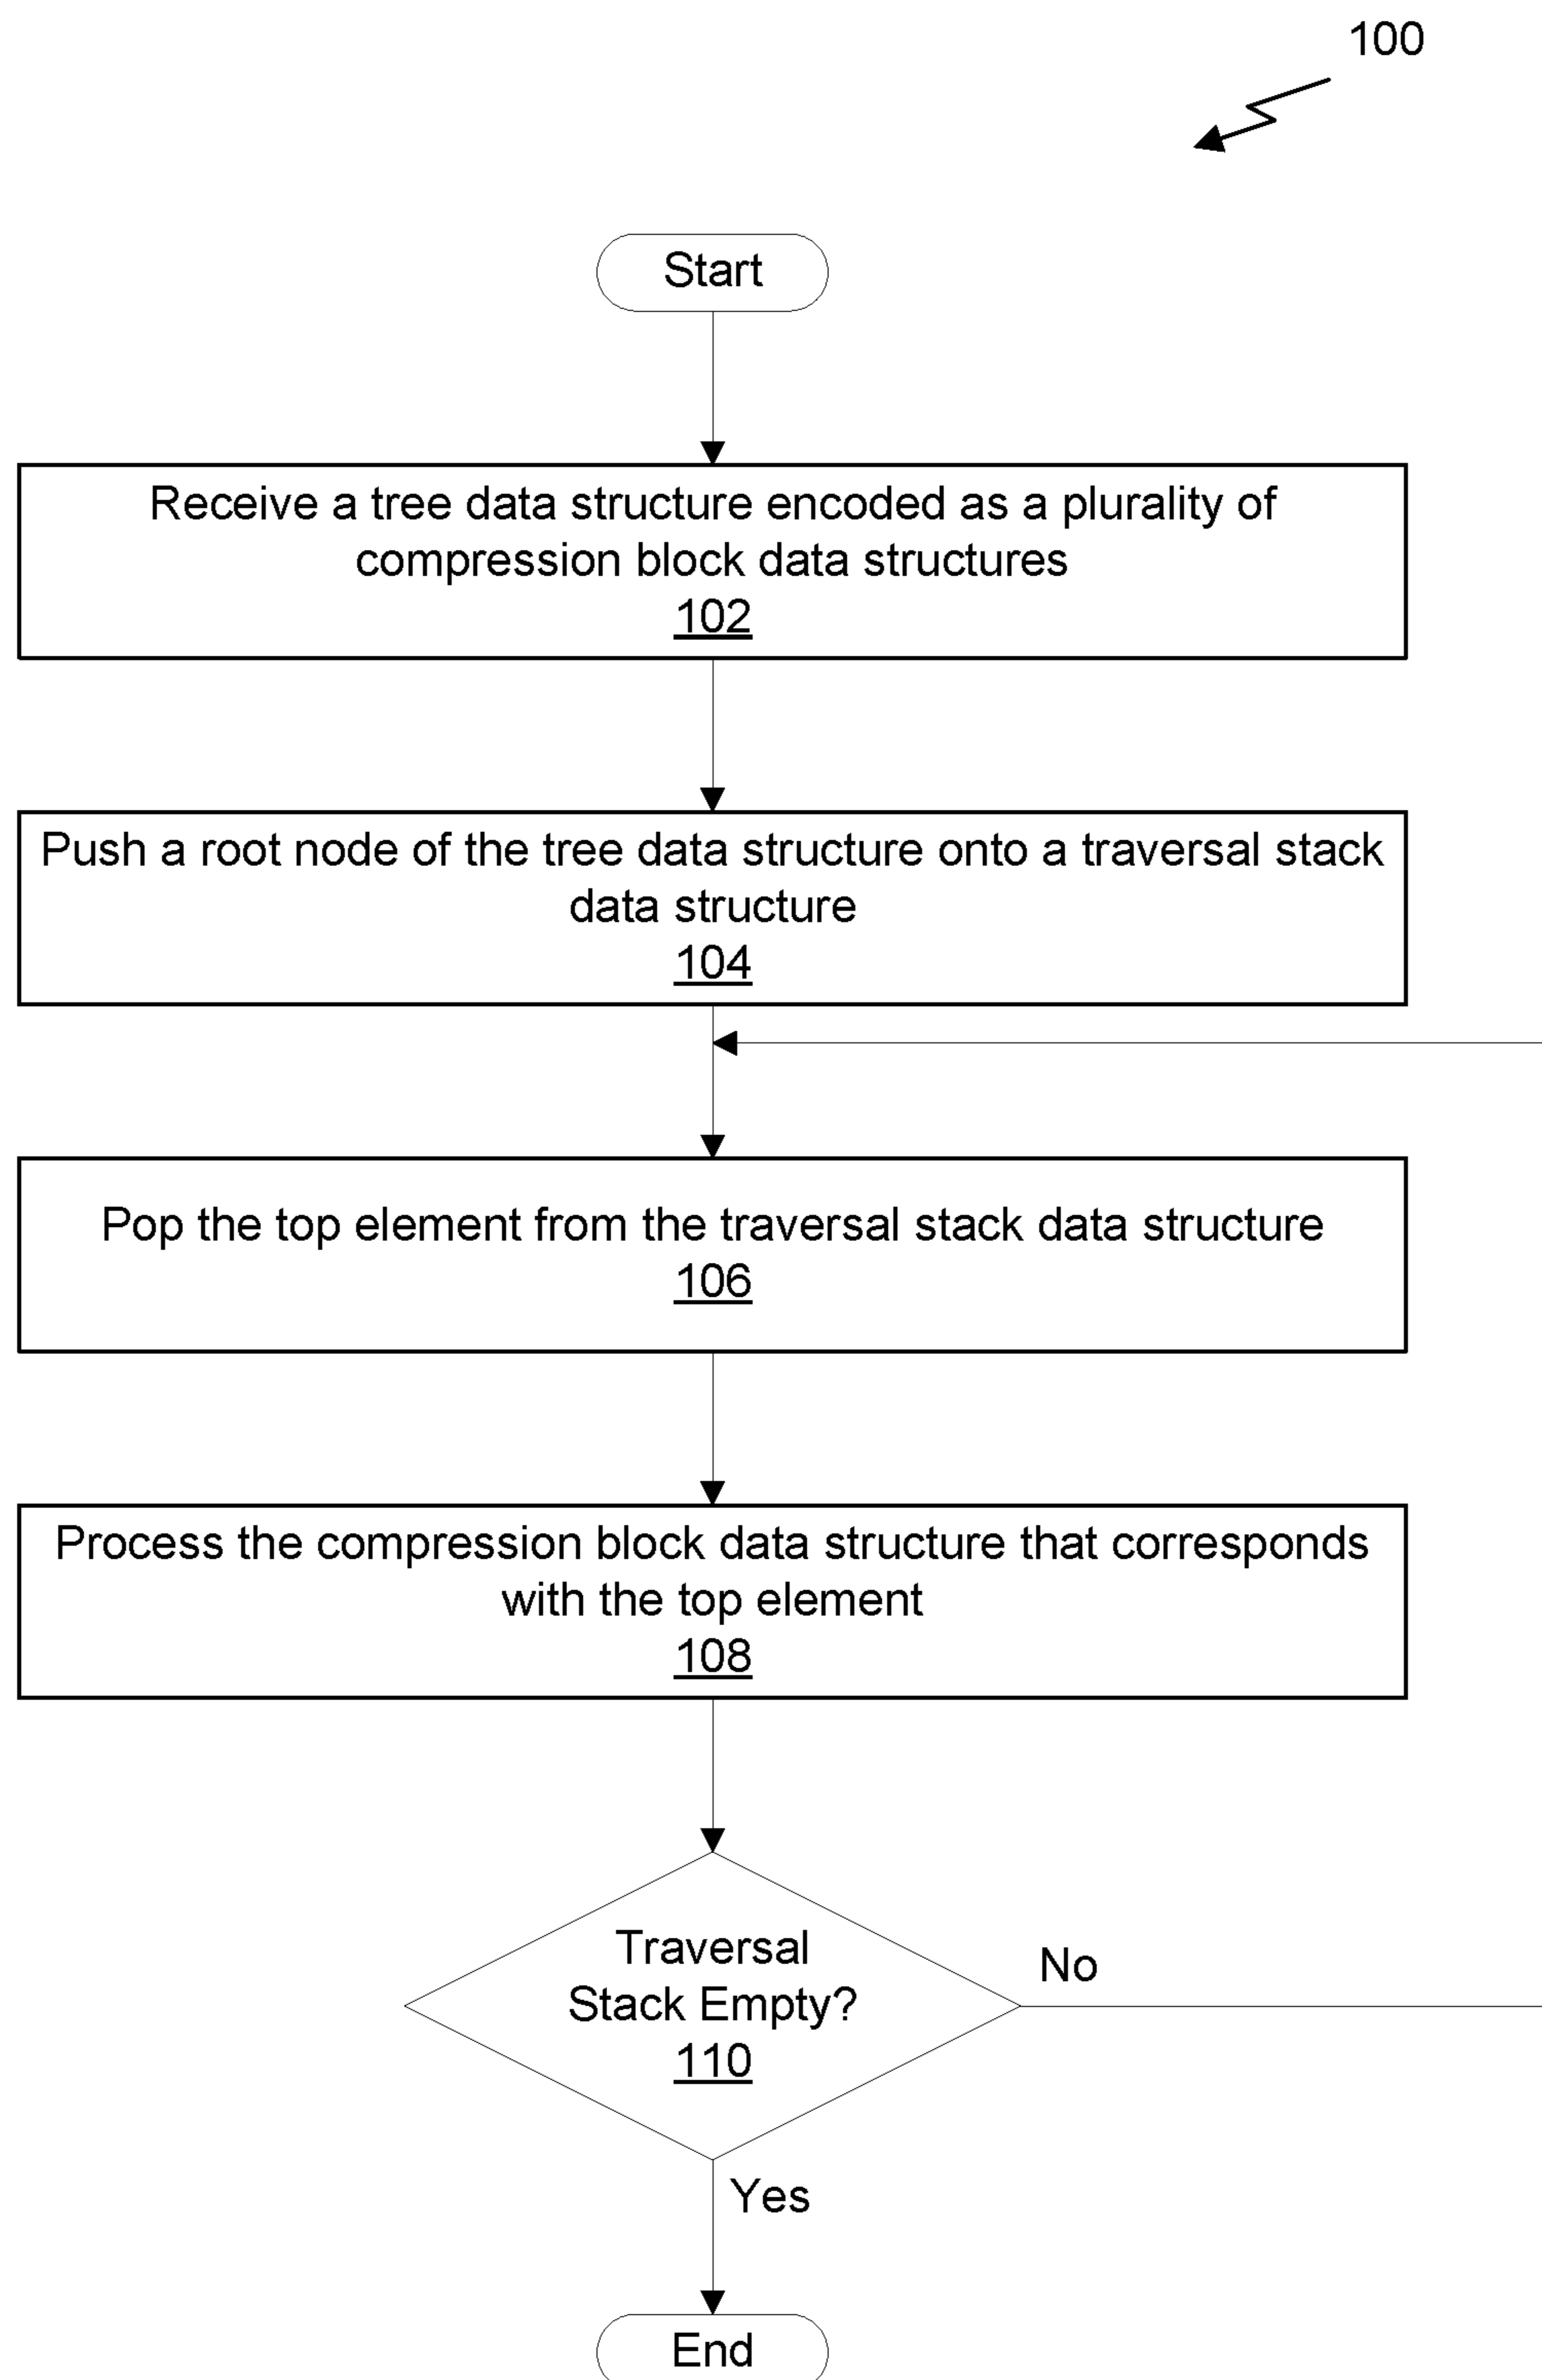 100
Start
Receive a tree data structure encoded as a plurality of
compression block data structures
102
Push a root node of the tree data structure onto a traversal stack
data structure
104
Pop the top element from the traversal stack data structure
106
Process the compression block data structure that corresponds
with the top element
108
Traversal
Stack Empty?
110
No
Yes
End